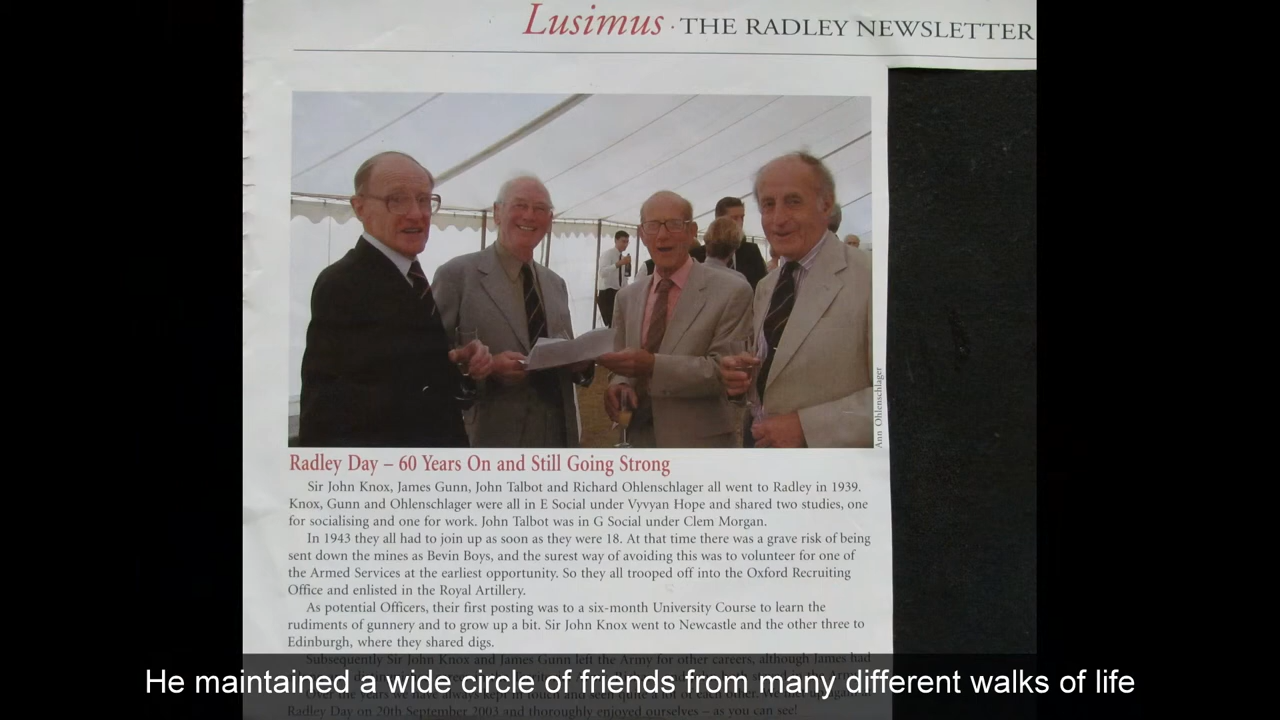 Lusimus · THE RADLEY NEWSLETTER
Ann Ohlenschlager
Radley Day – 60 Years On and Still Going Strong
Sir John Knox, James Gunn, John Talbot and Richard Ohlenschlager all went to Radley in 1939.
Knox, Gunn and Ohlenschlager were all in E Social under Vyvyan Hope and shared two studies, one
for socialising and one for work. John Talbot was in G Social under Clem Morgan.
In 1943 they all had to join up as soon as they were 18. At that time there was a grave risk of being
sent down the mines as Bevin Boys, and the surest way of avoiding this was to volunteer for one of
the Armed Services at the earliest opportunity. So they all trooped off into the Oxford Recruiting
Office and enlisted in the Royal Artillery.
As potential Officers, their first posting was to a six-month University Course to learn the
rudiments of gunnery and to grow up a bit. Sir John Knox went to Newcastle and the other three to
Edinburgh, where they shared digs.
Subsequently Sir John Knox and James Gunn left the Army for other careers, although James had
He maintained a wide circle of friends from many different walks of life
Radley Day on 20th September 2003 and thoroughly enjoyed ourselves – as you can see!